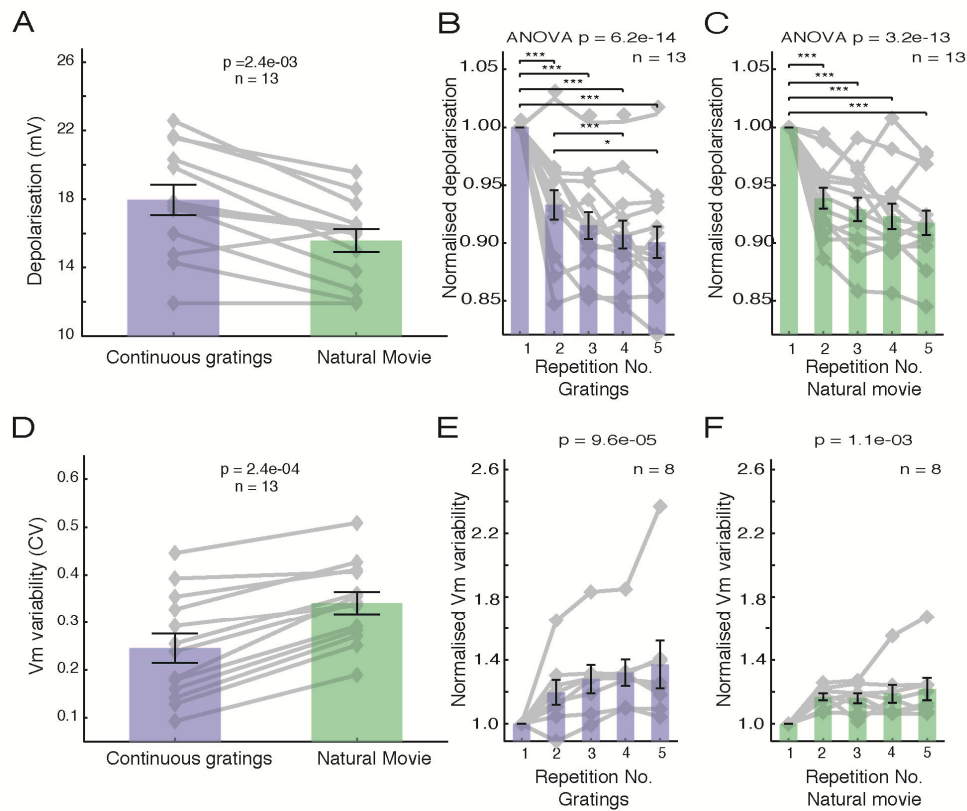 A
p =2.4e-03
n = 13
Depolarisation (mV)
26
22
18
14
10
Continuous gratings
Natural Movie
B
ANOVA p = 6.2e-14
n = 13
Normalised depolarisation
1.05
1.00
0.95
0.90
0.85
***
***
***
***
***
*
1 2 3 4 5
Repetition No.
Gratings
C
ANOVA p = 3.2e-13
n = 13
Normalised depolarisation
1.05
1.00
0.95
0.90
0.85
***
***
***
***
1 2 3 4 5
Repetition No.
Natural movie
D
p = 2.4e-04
n = 13
Vm variability (CV)
0.6
0.5
0.4
0.3
0.2
0.1
Continuous gratings
Natural Movie
E
p = 9.6e-05
n = 8
Normalised Vm variability
2.6
2.2
1.8
1.4
1.0
1 2 3 4 5
Repetition No.
Gratings
F
p = 1.1e-03
n = 8
Normalised Vm variability
2.6
2.2
1.8
1.4
1.0
1 2 3 4 5
Repetition No.
Natural movie